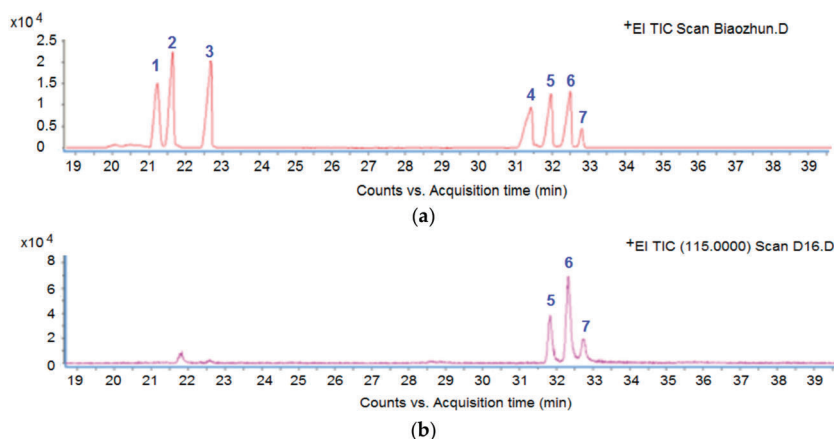 x10 4
+EI TIC Scan Biaozhun.D
2.5
2
1.5
1
0.5
0
1 2 3 4 5 6 7
19 20 21 22 23 24 25 26 27 28 29 30 31 32 33 34 35 36 37 38 39
Counts vs. Acquisition time (min)
(a)
x10 4
+EI TIC (115.0000) Scan D16.D
8
6
4
2
0
5 6 7
19 20 21 22 23 24 25 26 27 28 29 30 31 32 33 34 35 36 37 38 39
Counts vs. Acquisition time (min)
(b)